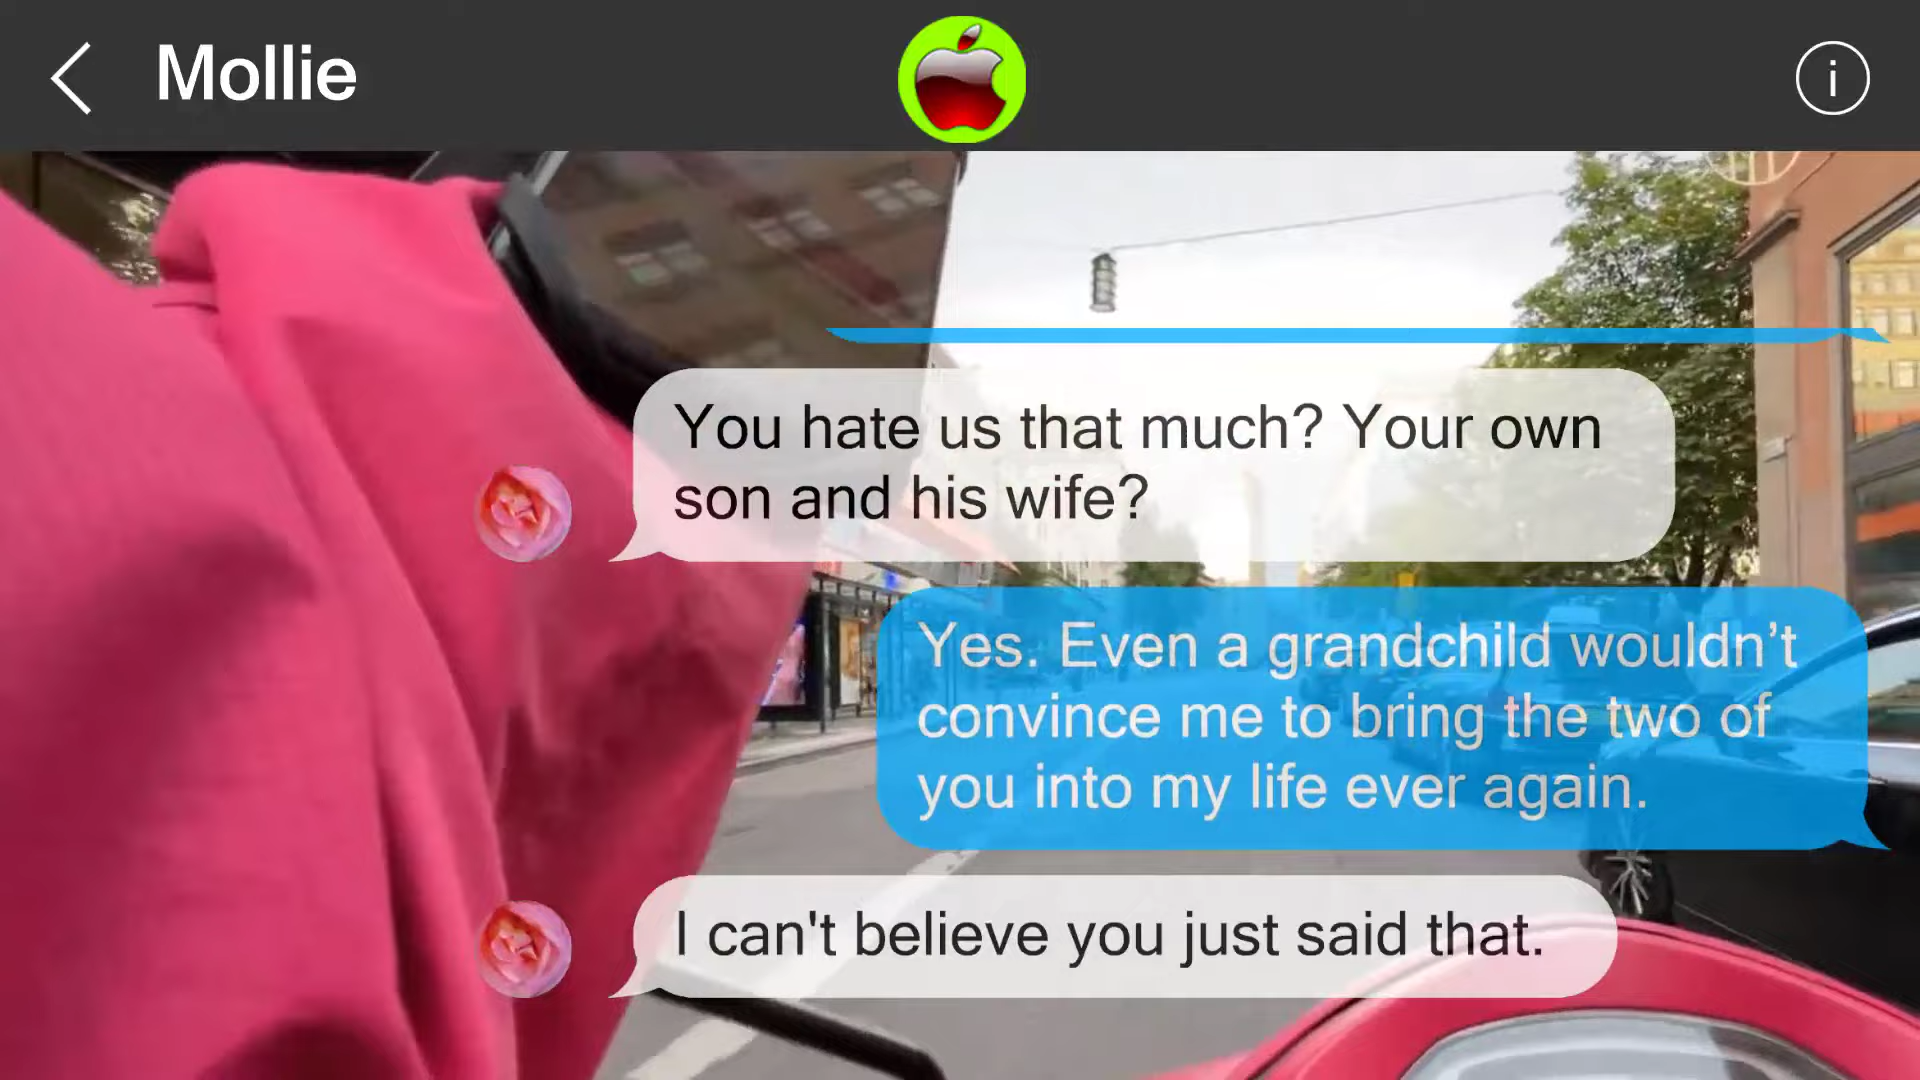 Mollie
i
You hate us that much? Your own
son and his wife?
Yes. Even a grandchild wouldn’t
convince me to bring the two of
you into my life ever again.
I can't believe you just said that.